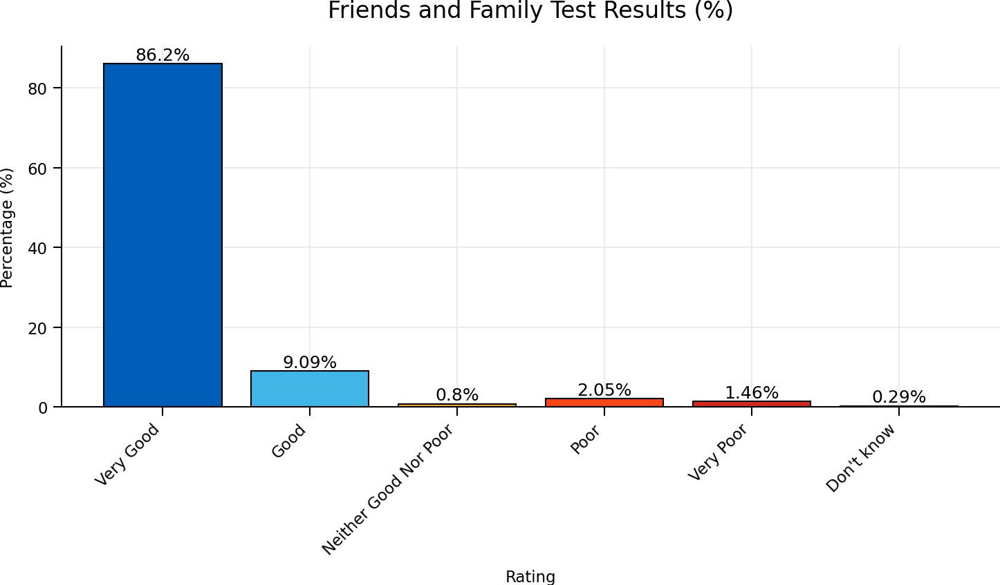 Friends and Family Test Results (%)
Percentage (%)
80
60
40
20
0
86.2%
9.09%
0.8%
2.05%
1.46%
0.29%
Very Good
Good
Neither Good Nor Poor
Poor
Very Poor
Don't know
Rating